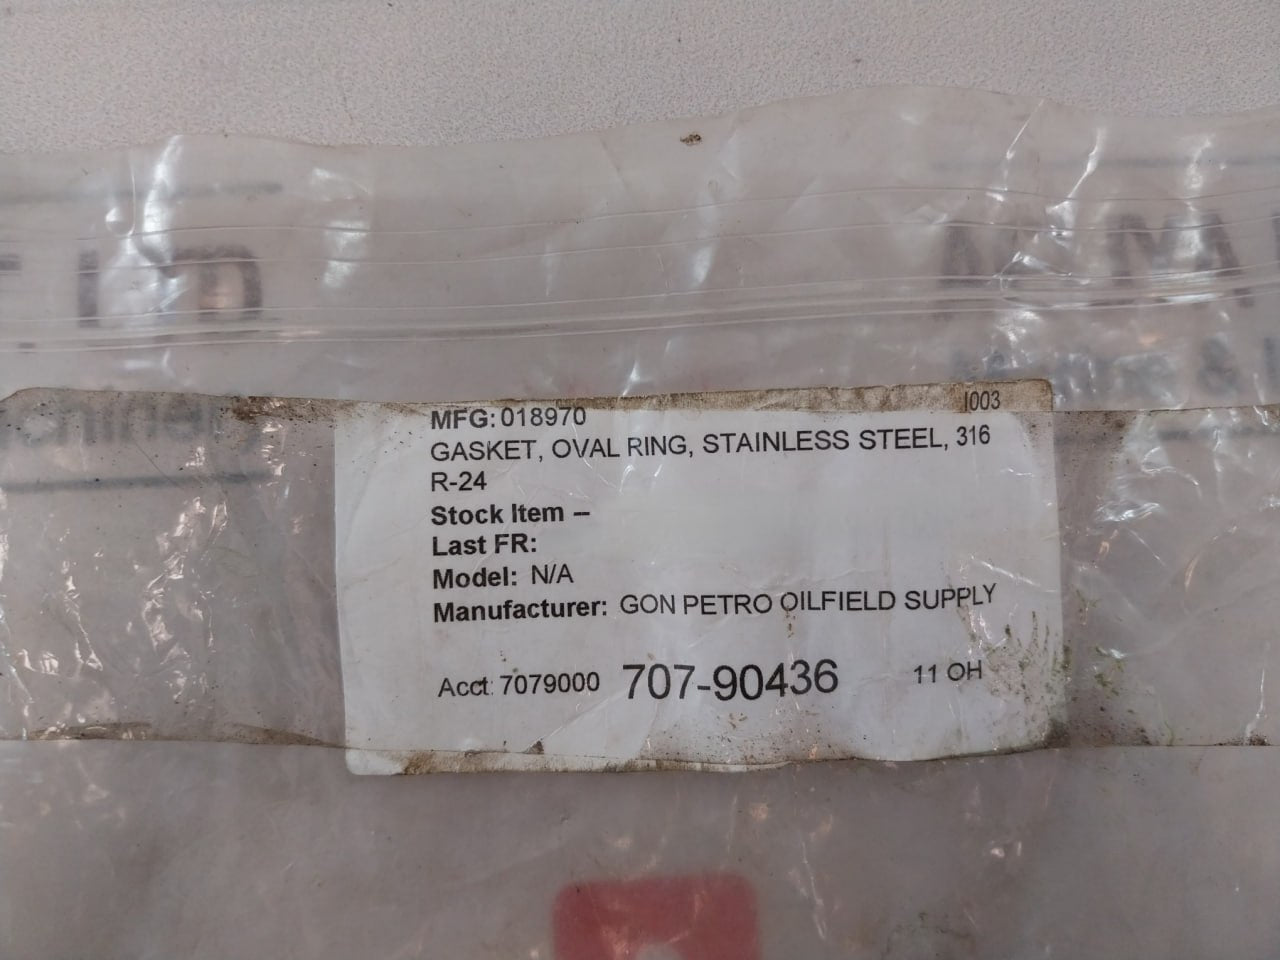 I003
MFG: 018970
GASKET, OVAL RING, STAINLESS STEEL, 316
R-24
Stock Item –
Last FR:
Model: N/A
Manufacturer: GON PETRO OILFIELD SUPPLY
Acct: 7079000 707-90436 11 OH